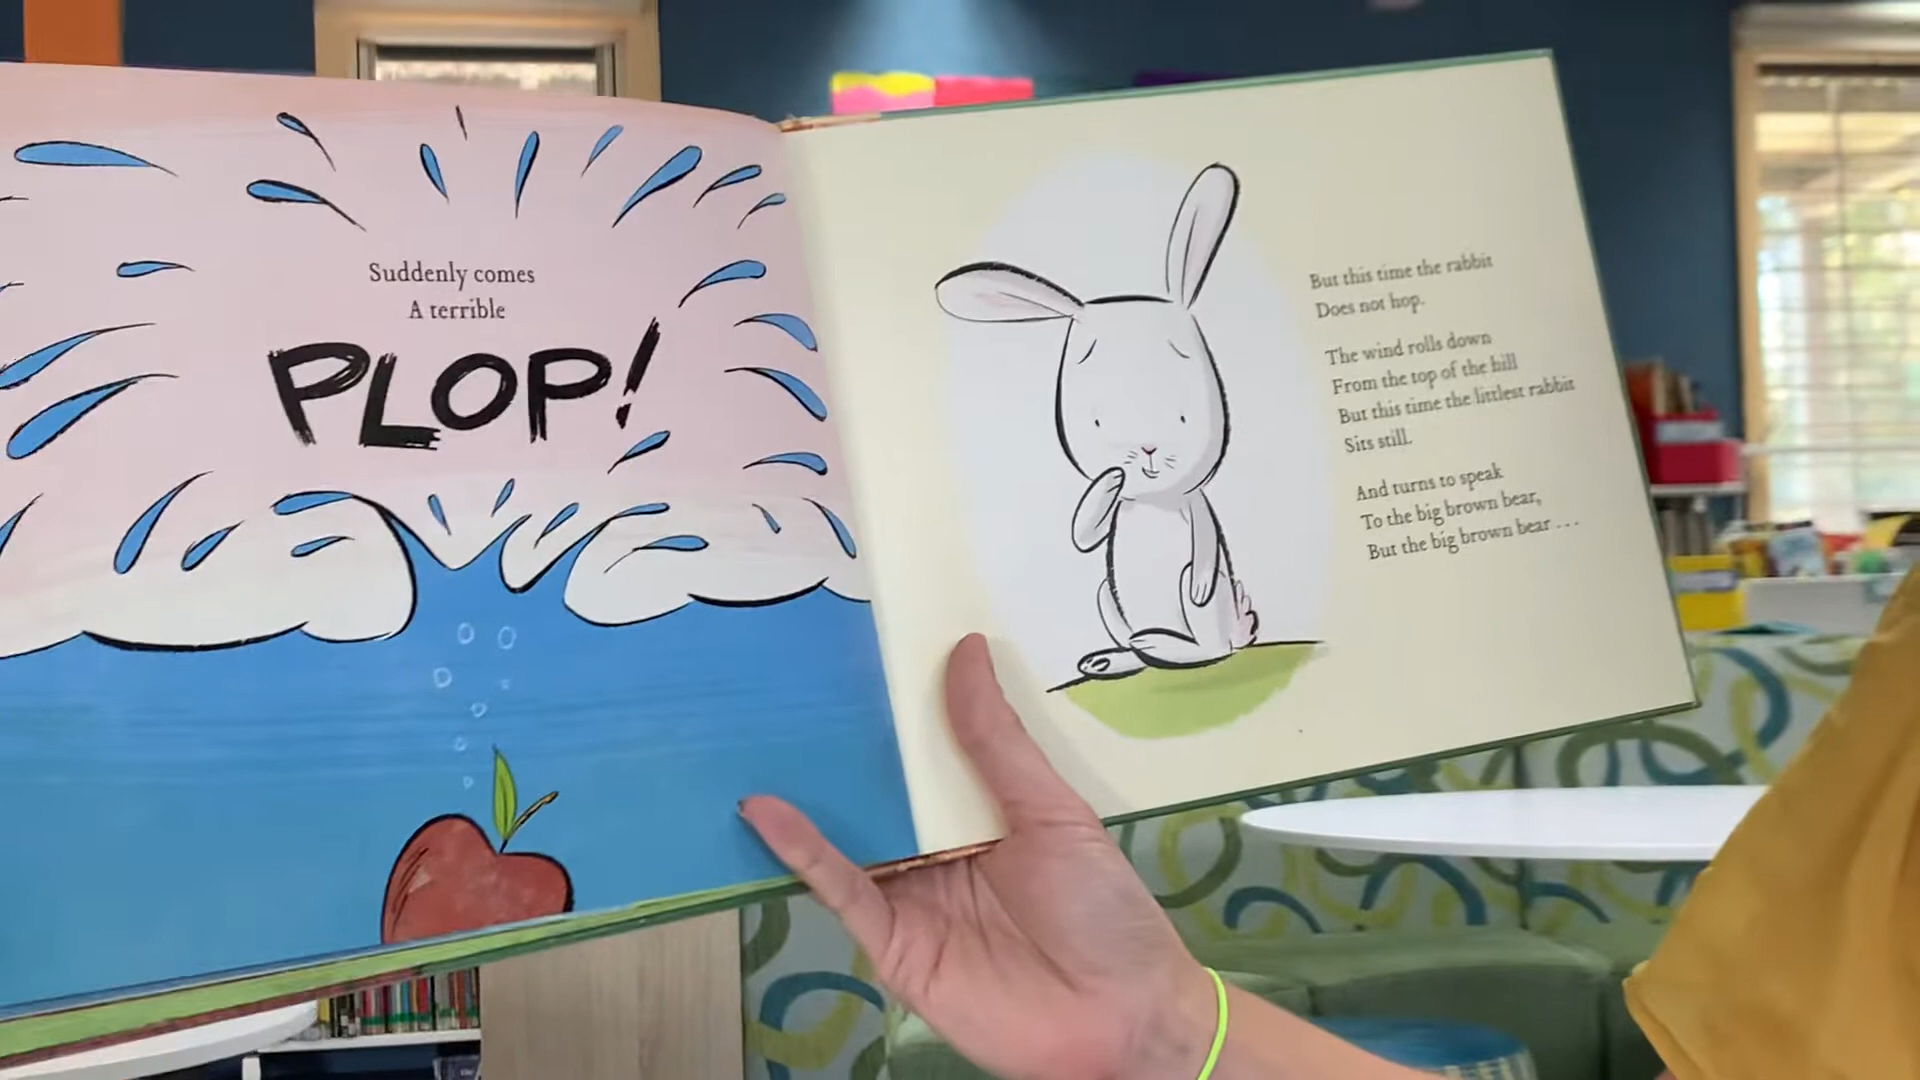 Suddenly comes
A terrible
PLOP!
But this time the rabbit
Does not hop.
The wind rolls down
From the top of the hill
But this time the littlest rabbit
Sits still.
And turns to speak
To the big brown bear,
But the big brown bear . . .